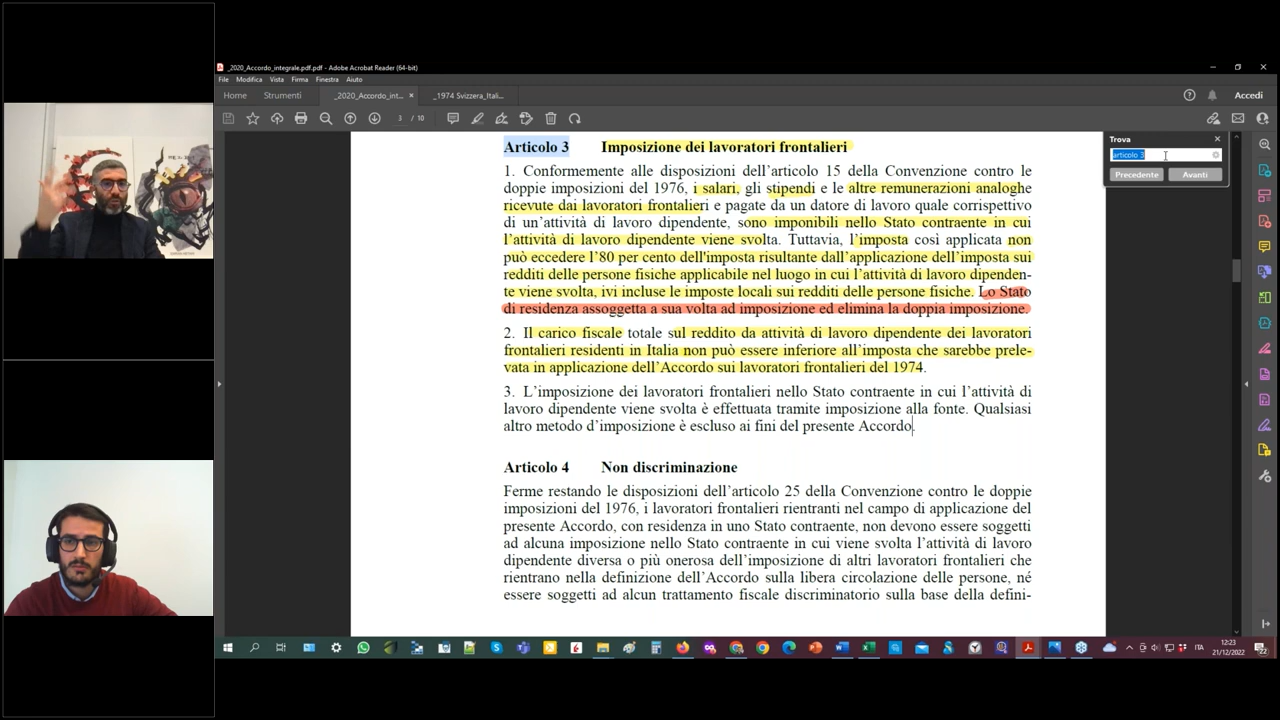 _2020_Accordo_integrale.pdf.pdf - Adobe Acrobat Reader (64-bit)
File Modifica Vista Firma Finestra Aiuto
Home Strumenti _2020_Accordo_int... × _1974 Svizzera_Itali... Accedi
3 / 10
Trova
articolo 3
Precedente Avanti
Articolo 3 Imposizione dei lavoratori frontalieri
1. Conformemente alle disposizioni dell'articolo 15 della Convenzione contro le
doppie imposizioni del 1976, i salari, gli stipendi e le altre remunerazioni analoghe
ricevute dai lavoratori frontalieri e pagate da un datore di lavoro quale corrispettivo
di un'attività di lavoro dipendente, sono imponibili nello Stato contraente in cui
l'attività di lavoro dipendente viene svolta. Tuttavia, l'imposta così applicata non
può eccedere l'80 per cento dell'imposta risultante dall'applicazione dell'imposta sui
redditi delle persone fisiche applicabile nel luogo in cui l'attività di lavoro dipenden-
te viene svolta, ivi incluse le imposte locali sui redditi delle persone fisiche. Lo Stato
di residenza assoggetta a sua volta ad imposizione ed elimina la doppia imposizione.
2. Il carico fiscale totale sul reddito da attività di lavoro dipendente dei lavoratori
frontalieri residenti in Italia non può essere inferiore all'imposta che sarebbe prele-
vata in applicazione dell'Accordo sui lavoratori frontalieri del 1974.
3. L'imposizione dei lavoratori frontalieri nello Stato contraente in cui l'attività di
lavoro dipendente viene svolta è effettuata tramite imposizione alla fonte. Qualsiasi
altro metodo d'imposizione è escluso ai fini del presente Accordo.
Articolo 4 Non discriminazione
Ferme restando le disposizioni dell'articolo 25 della Convenzione contro le doppie
imposizioni del 1976, i lavoratori frontalieri rientranti nel campo di applicazione del
presente Accordo, con residenza in uno Stato contraente, non devono essere soggetti
ad alcuna imposizione nello Stato contraente in cui viene svolta l'attività di lavoro
dipendente diversa o più onerosa dell'imposizione di altri lavoratori frontalieri che
rientrano nella definizione dell'Accordo sulla libera circolazione delle persone, né
essere soggetti ad alcun trattamento fiscale discriminatorio sulla base della defini-
ITA
12:23
21/12/2022